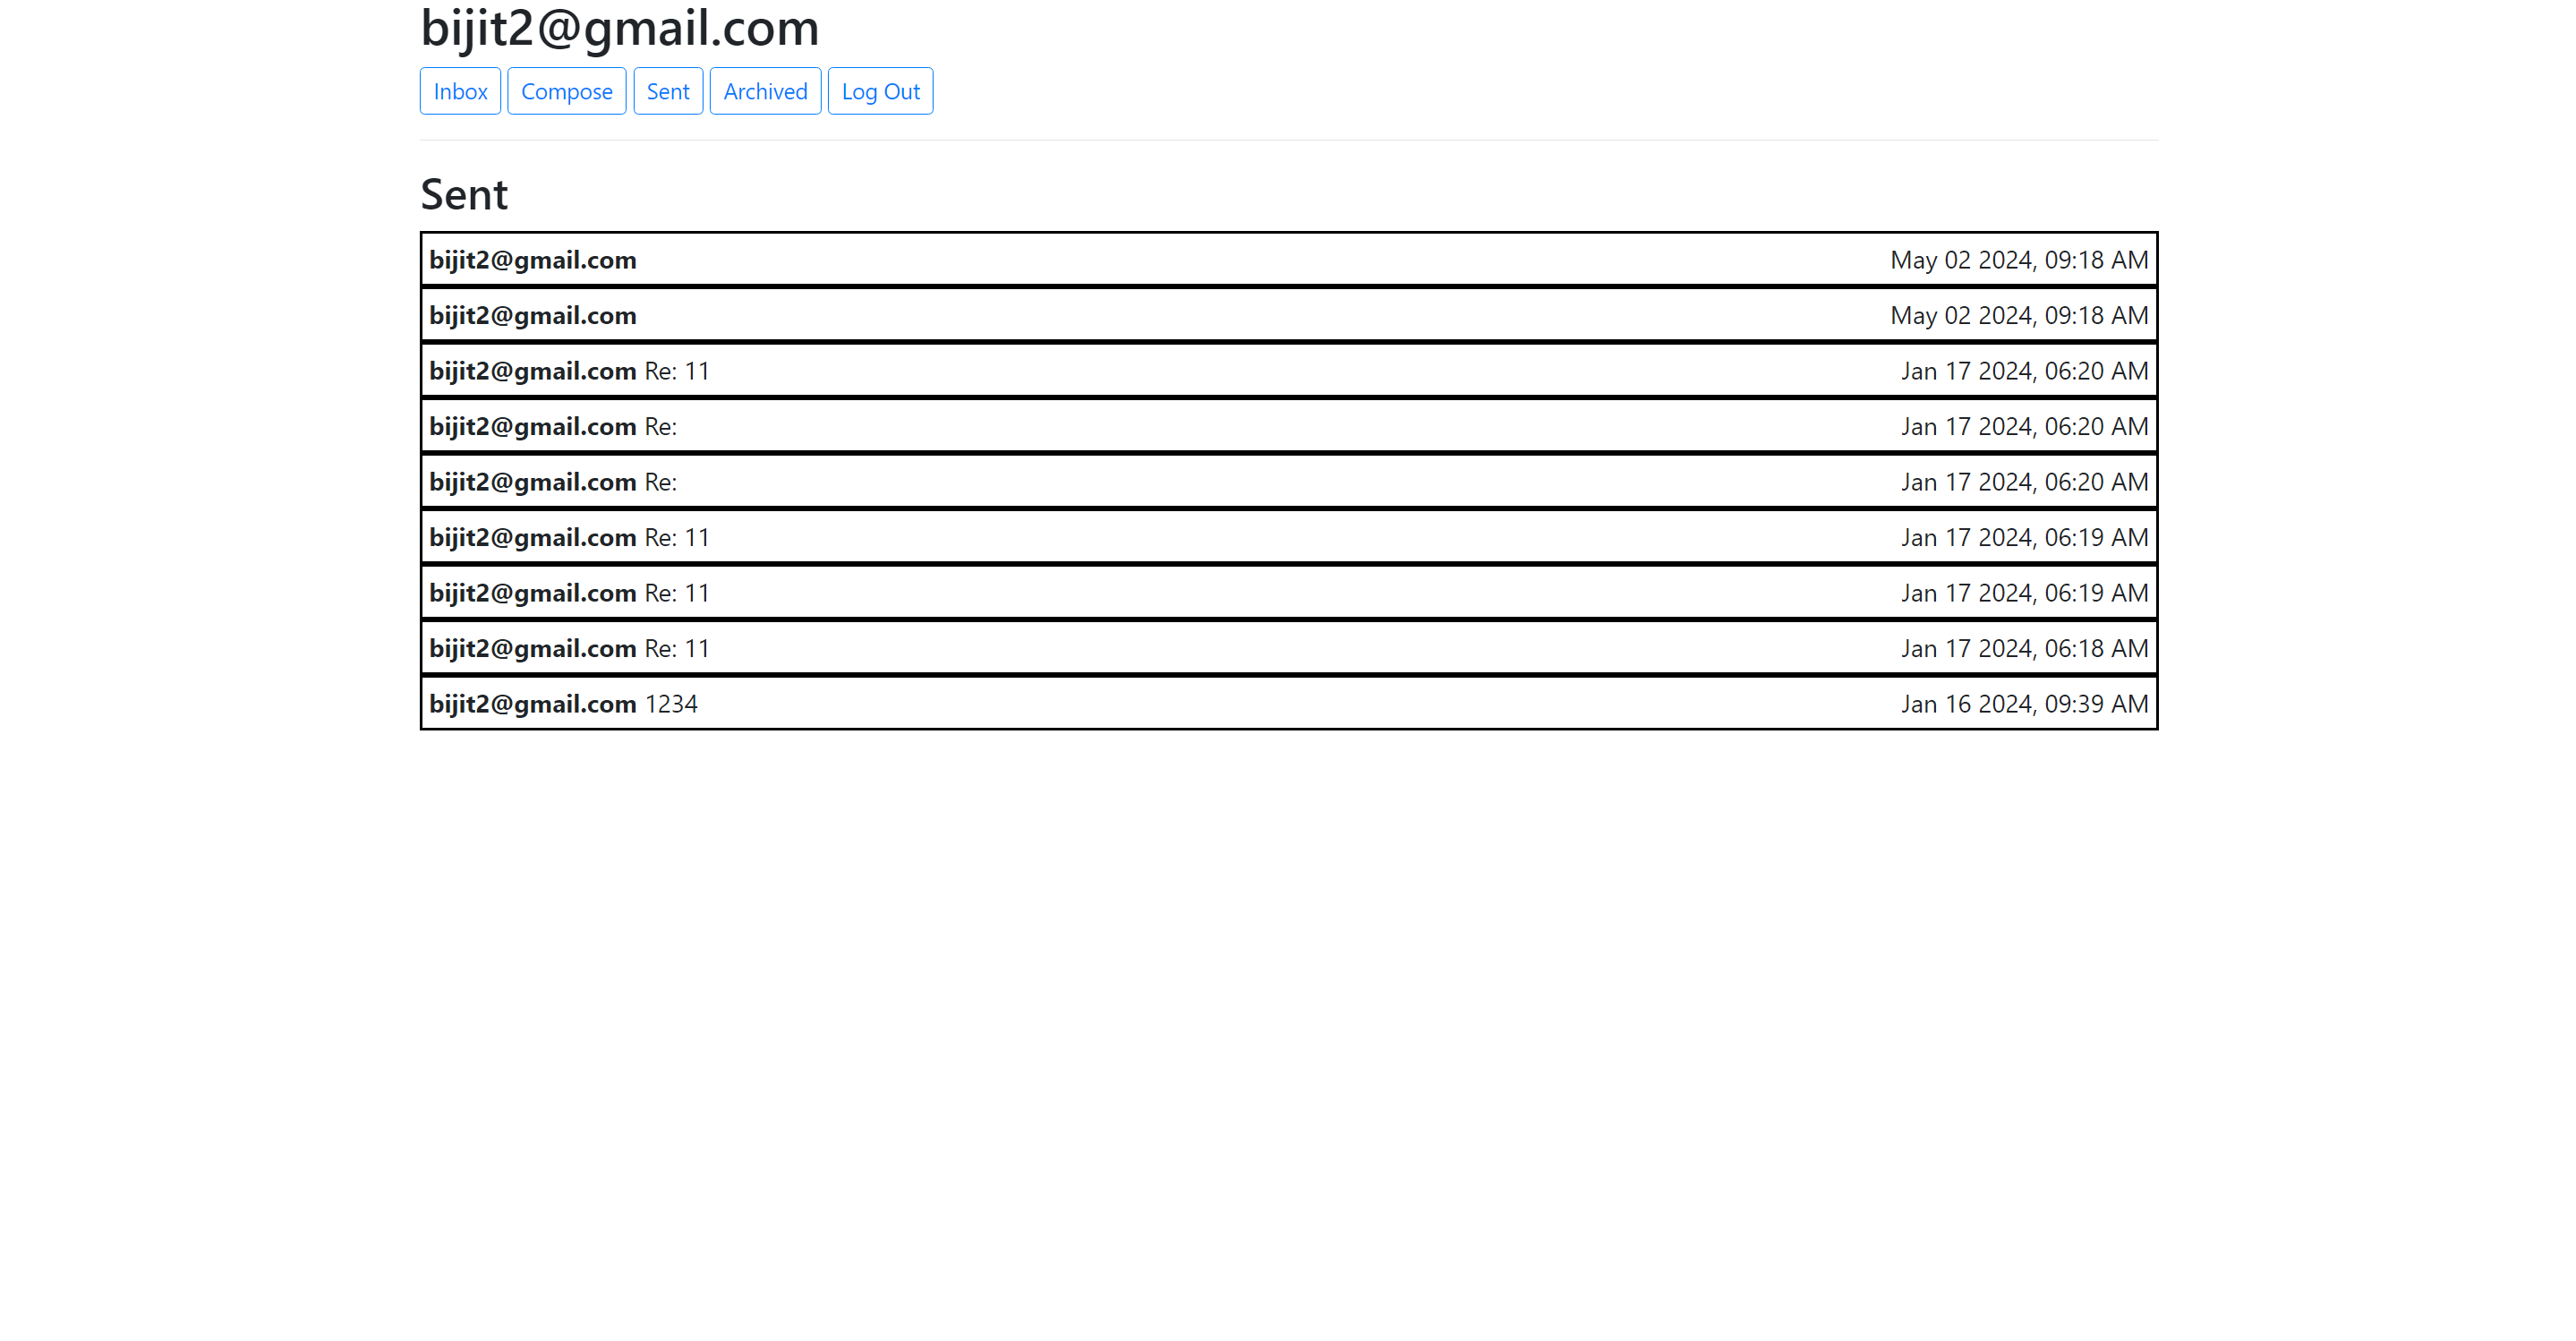 bijit2@gmail.com
Inbox Compose Sent Archived Log Out
Sent
bijit2@gmail.com May 02 2024, 09:18 AM
bijit2@gmail.com May 02 2024, 09:18 AM
bijit2@gmail.com Re: 11 Jan 17 2024, 06:20 AM
bijit2@gmail.com Re: Jan 17 2024, 06:20 AM
bijit2@gmail.com Re: Jan 17 2024, 06:20 AM
bijit2@gmail.com Re: 11 Jan 17 2024, 06:19 AM
bijit2@gmail.com Re: 11 Jan 17 2024, 06:19 AM
bijit2@gmail.com Re: 11 Jan 17 2024, 06:18 AM
bijit2@gmail.com 1234 Jan 16 2024, 09:39 AM